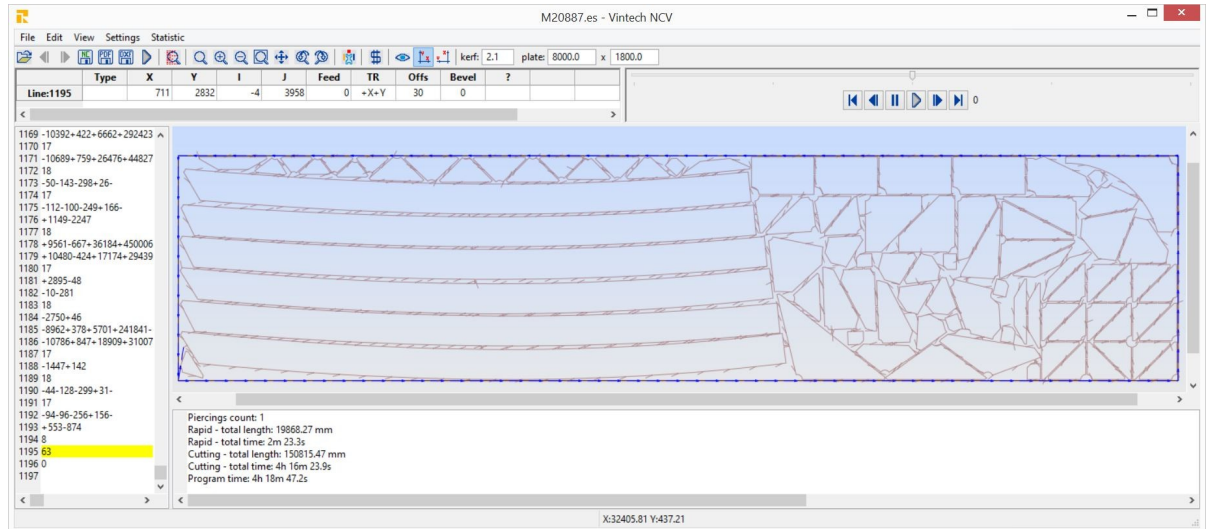 M20887.es - Vintech NCV
File Edit View Settings Statistic
kerf: 2.1 plate: 8000.0 x 1800.0
Type X Y I J Feed TR Offs Bevel ?
Line:1195 711 2832 -4 3958 0 +X+Y 30 0
0
1169 -10392+422+6662+292423
1170 17
1171 -10689+759+26476+44827
1172 18
1173 -50-143-298+26-
1174 17
1175 -112-100-249+166-
1176 +1149-2247
1177 18
1178 +9561-667+36184+450006
1179 +10480-424+17174+29439
1180 17
1181 +2895-48
1182 -10-281
1183 18
1184 -2750+46
1185 -8962+378+5701+241841-
1186 -10786+847+18909+31007
1187 17
1188 -1447+142
1189 18
1190 -44-128-299+31-
1191 17
1192 -94-96-256+156-
1193 +553-874
1194 8
1195 63
1196 0
1197
Piercings count: 1
Rapid - total length: 19868.27 mm
Rapid - total time: 2m 23.3s
Cutting - total length: 150815.47 mm
Cutting - total time: 4h 16m 23.9s
Program time: 4h 18m 47.2s
X:32405.81 Y:437.21